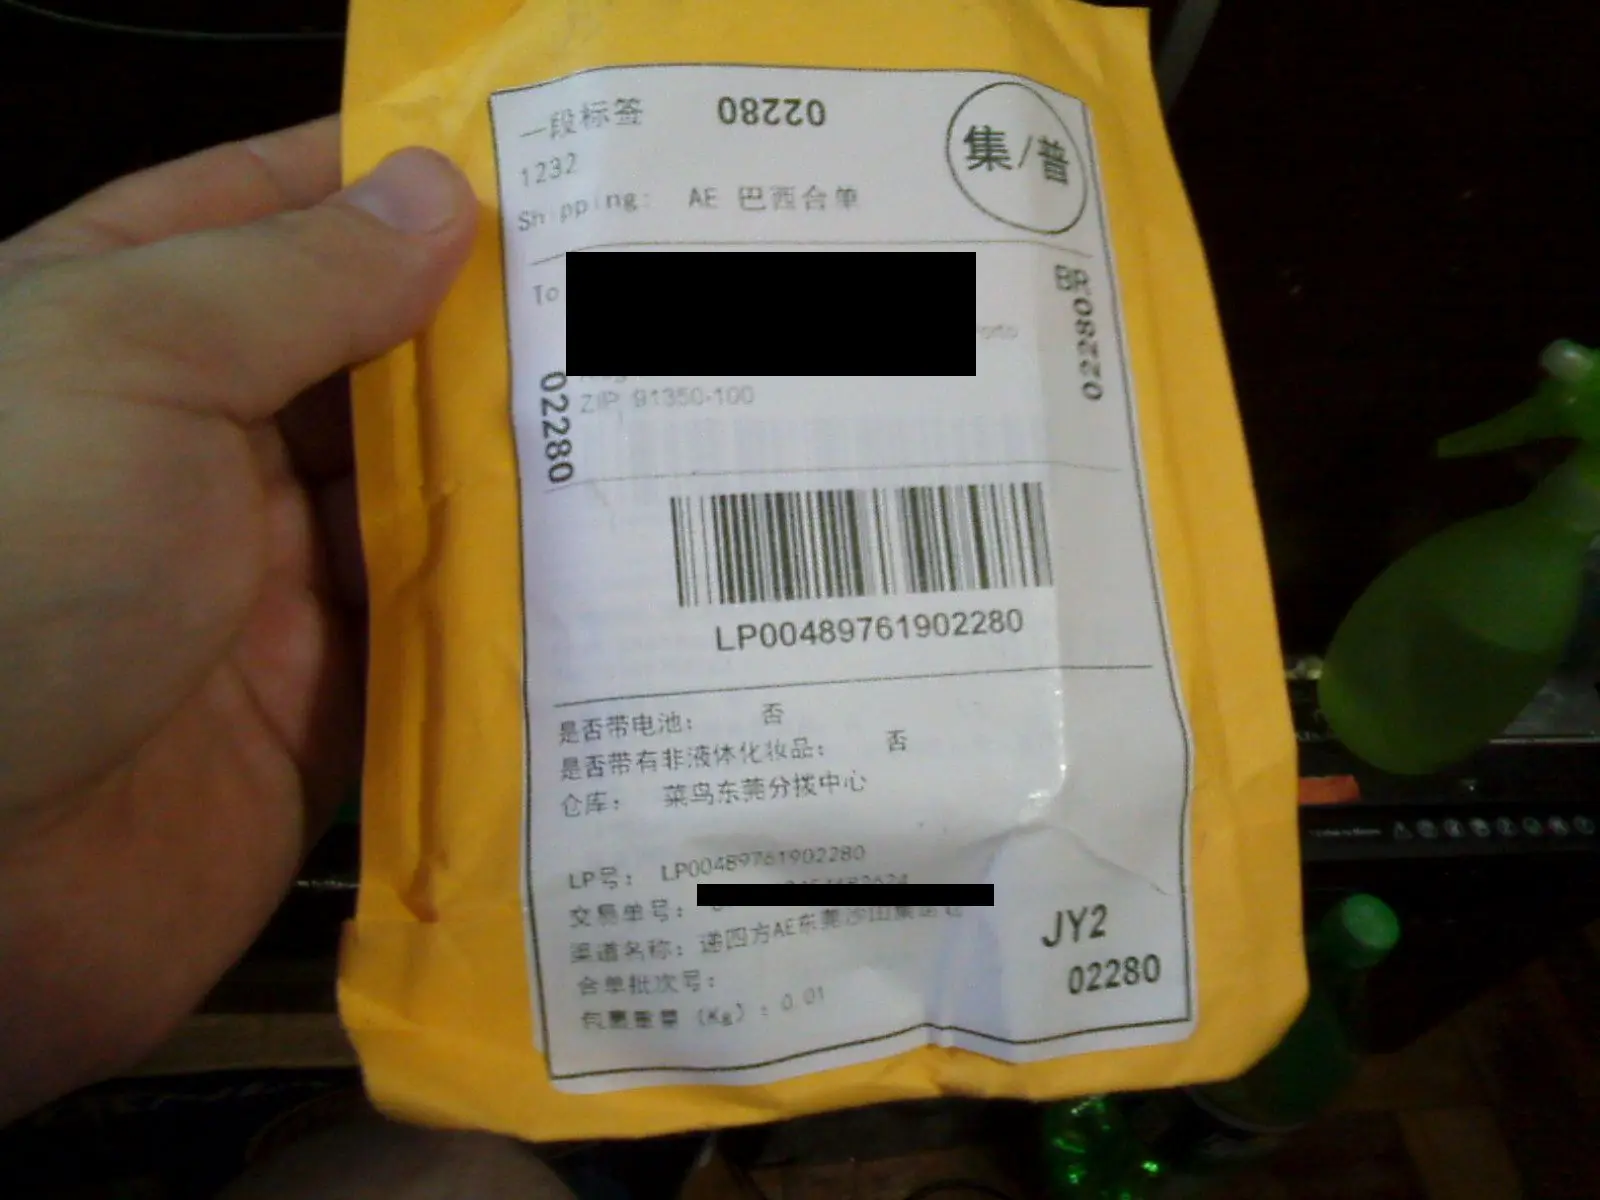 一段标签 02280
集/普
1232
Shipping: AE 巴西合单
To
BR
02280
02280
ZIP 91350-100
LP00489761902280
是否带电池: 否
是否带有非液体化妆品: 否
仓库: 菜鸟东莞分拨中心
LP号: LP00489761902280
交易单号:
渠道名称: 递四方AE东莞沙田集运仓
合单批次号:
包裹重量 (Kg): 0.01
JY2
02280